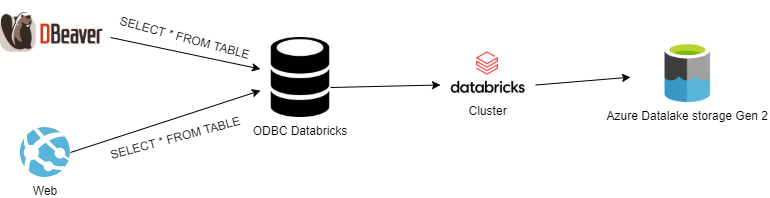 DBeaver
SELECT * FROM TABLE
ODBC Databricks
databricks
Cluster
Azure Datalake storage Gen 2
SELECT * FROM TABLE
Web